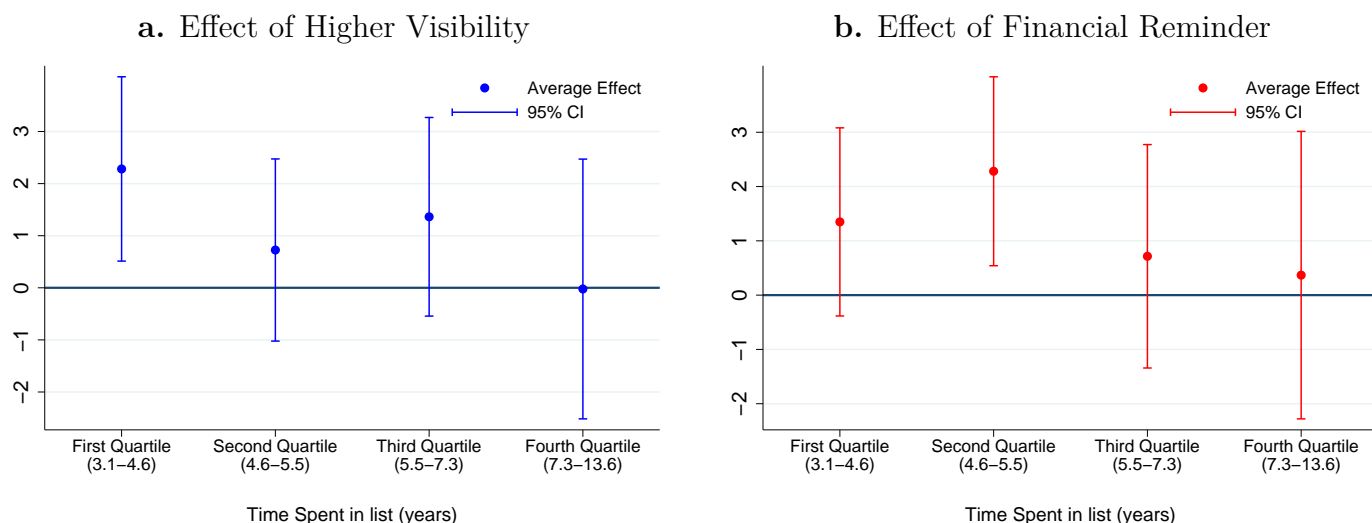 a. Effect of Higher Visibility
Average Effect
95% CI
3
2
1
0
−1
−2
First Quartile
(3.1−4.6)
Second Quartile
(4.6−5.5)
Third Quartile
(5.5−7.3)
Fourth Quartile
(7.3−13.6)
Time Spent in list (years)
b. Effect of Financial Reminder
Average Effect
95% CI
3
2
1
0
−1
−2
First Quartile
(3.1−4.6)
Second Quartile
(4.6−5.5)
Third Quartile
(5.5−7.3)
Fourth Quartile
(7.3−13.6)
Time Spent in list (years)